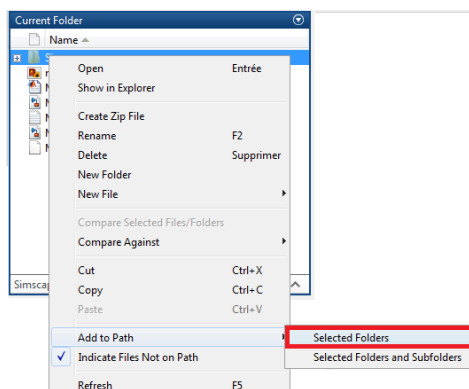 Current Folder
Name
Open Entrée
Show in Explorer
Create Zip File
Rename F2
Delete Supprimer
New Folder
New File
Compare Selected Files/Folders
Compare Against
Cut Ctrl+X
Copy Ctrl+C
Paste Ctrl+V
Add to Path Selected Folders
Indicate Files Not on Path Selected Folders and Subfolders
Refresh F5